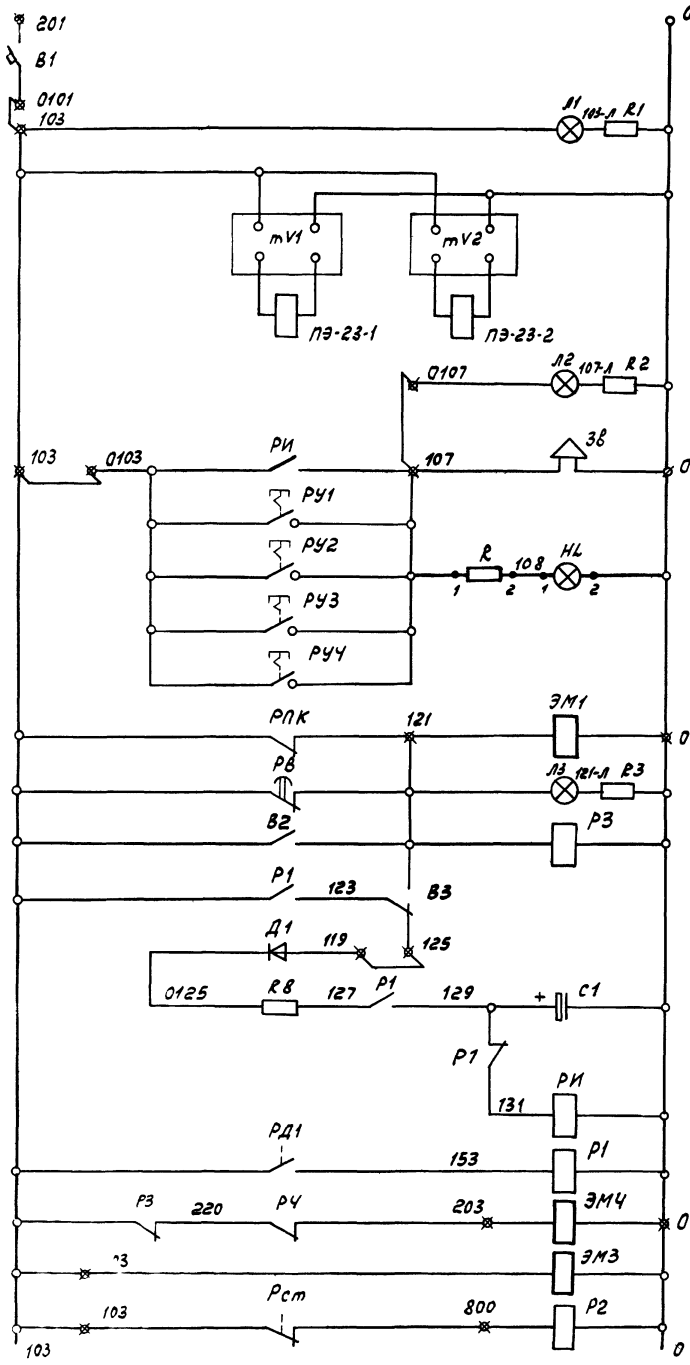 201
0
В1
0101
103
Л1
103-Л
R1
mV1
mV2
ПЭ-23-1
ПЭ-23-2
0107
Л2
107-Л
R2
103
0103
РИ
107
Зв
0
РУ1
РУ2
R
108
HL
1
2
1
2
РУ3
РУ4
РПК
121
ЭМ1
0
РВ
Л3
121-Л
R3
В2
Р3
Р1
123
В3
Д1
119
125
0125
R8
127
Р1
129
+
С1
Р1
РИ
131
РД1
153
Р1
Р3
220
Р4
203
ЭМ4
0
ЭМ3
103
Рст
800
Р2
103
0